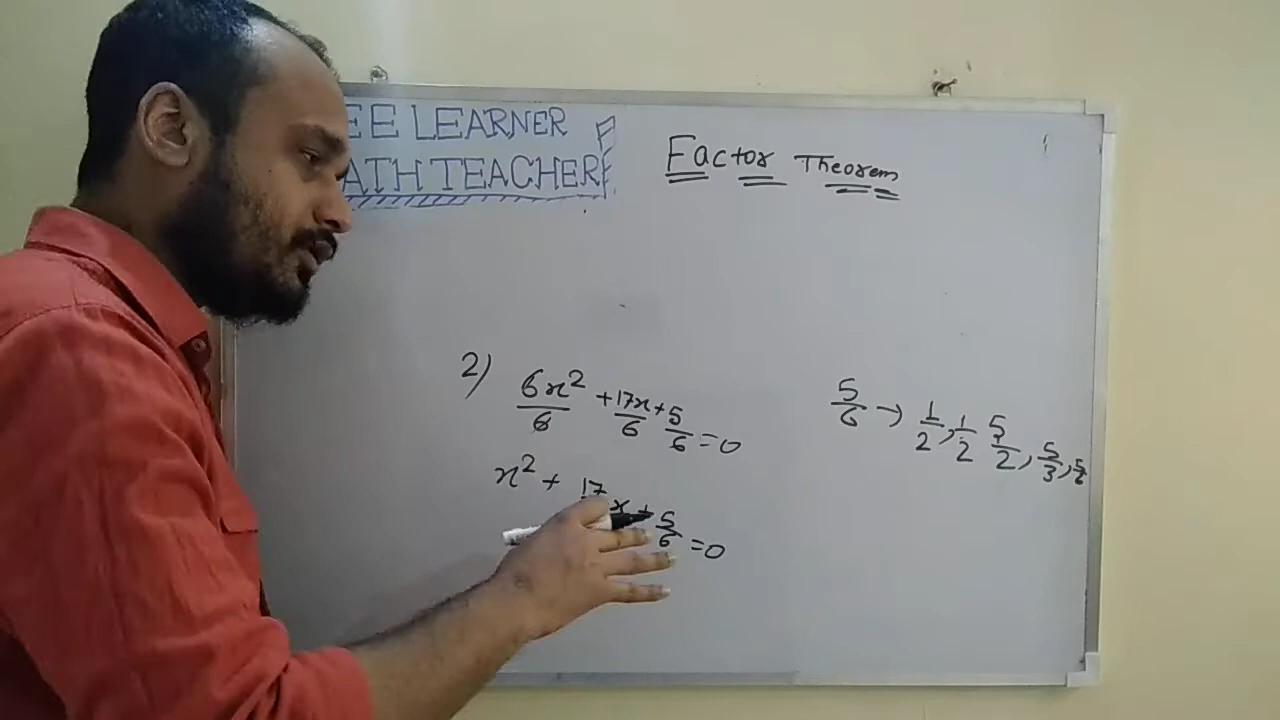 EE LEARNER
ATH TEACHER
Factor Theorem
2) 6x²/6 + 17x/6 + 5/6 = 0
x² + 17 x + 5/6 = 0
5/6 → 1/2, 1/2 5/2, 5/3,